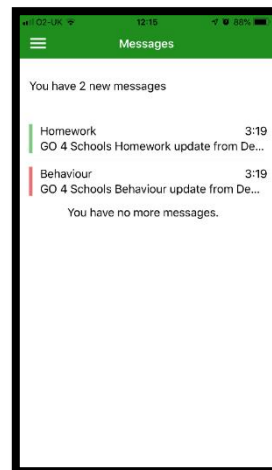 O2-UK 12:15 88%
Messages
You have 2 new messages
Homework 3:19
GO 4 Schools Homework update from De...
Behaviour 3:19
GO 4 Schools Behaviour update from De...
You have no more messages.